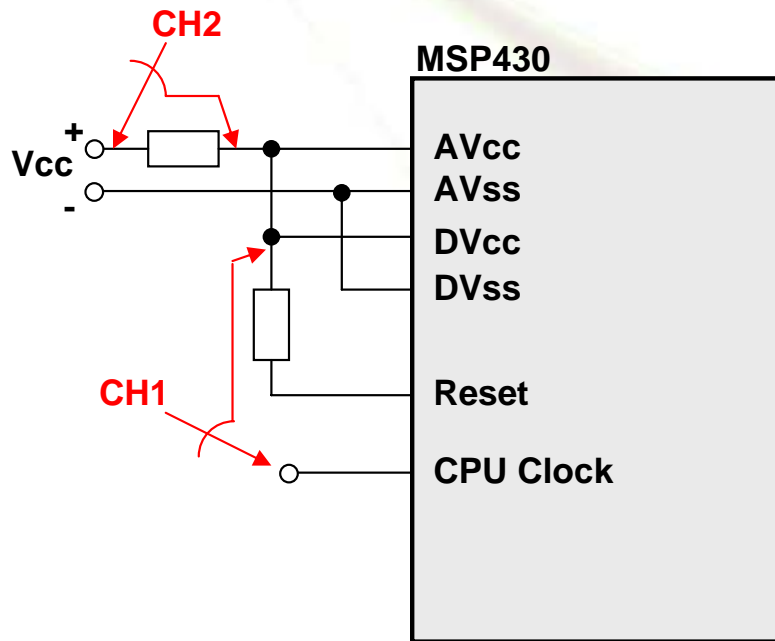 CH2
MSP430
+
Vcc
-
AVcc
AVss
DVcc
DVss
CH1
Reset
CPU Clock